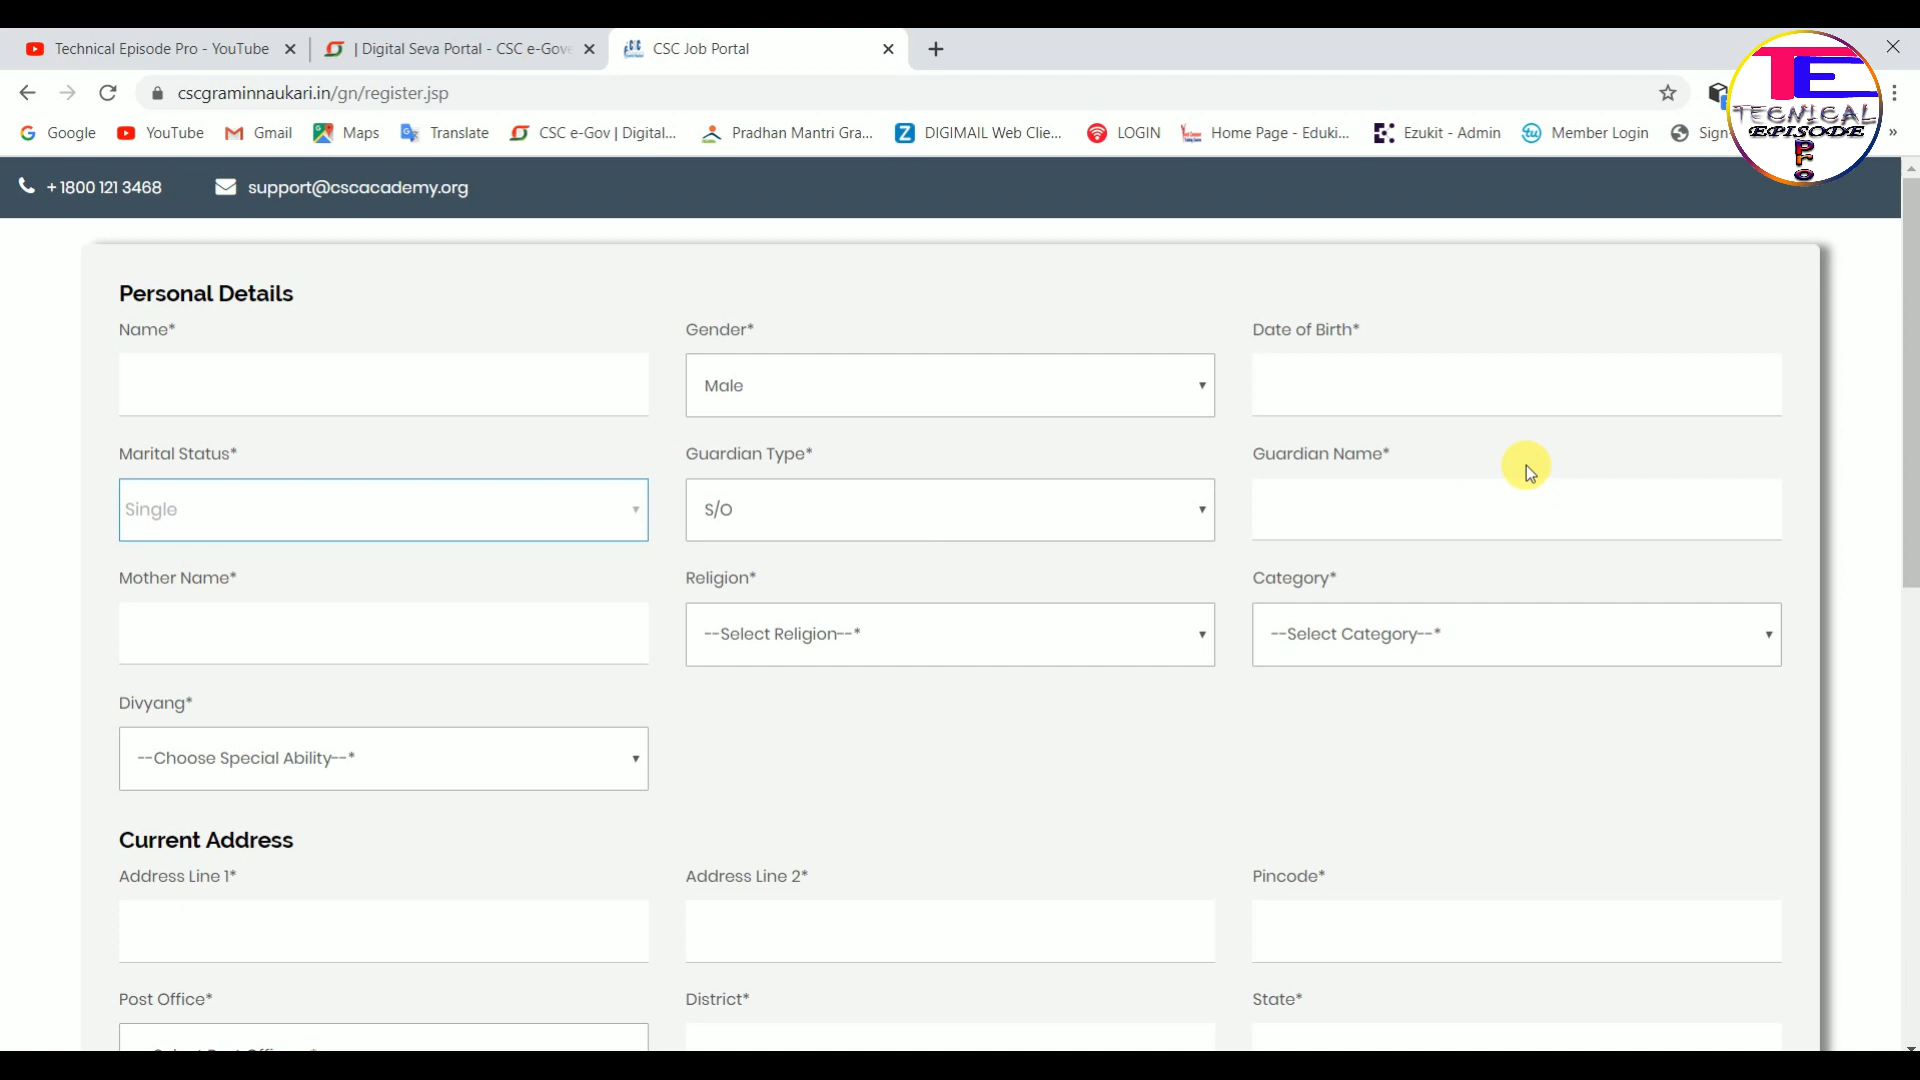 Technical Episode Pro - YouTube
| Digital Seva Portal - CSC e-Gove
CSC Job Portal
cscgraminnaukari.in/gn/register.jsp
Google
YouTube
Gmail
Maps
Translate
CSC e-Gov | Digital...
Pradhan Mantri Gra...
DIGIMAIL Web Clie...
LOGIN
Home Page - Eduki...
Ezukit - Admin
Member Login
Sign
TE
TECNICAL
EPISODE
Pro
+ 1800 121 3468
support@cscacademy.org
Personal Details
Name* Gender* Date of Birth*
Male
Marital Status* Guardian Type* Guardian Name*
Single S/O
Mother Name* Religion* Category*
--Select Religion--* --Select Category--*
Divyang*
--Choose Special Ability--*
Current Address
Address Line 1* Address Line 2* Pincode*
Post Office* District* State*